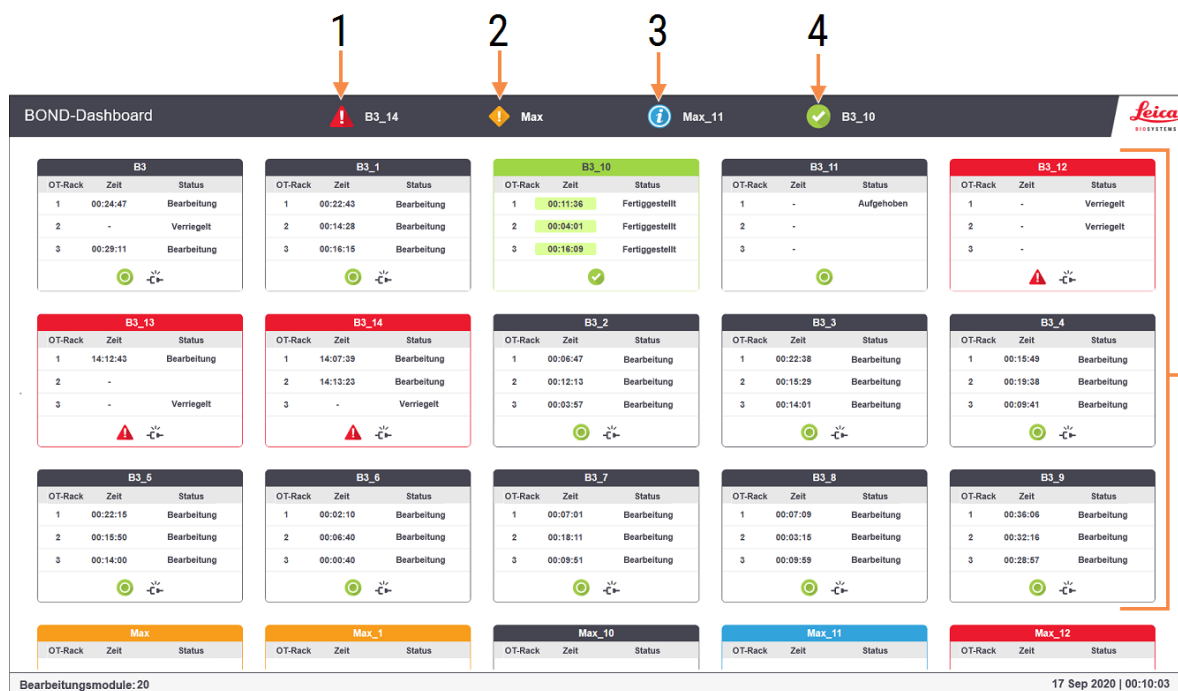 1 2 3 4
BOND-Dashboard B3_14 Max Max_11 B3_10 Leica
BIOSYSTEMS
B3 B3_1 B3_10 B3_11 B3_12
OT-Rack Zeit Status OT-Rack Zeit Status OT-Rack Zeit Status OT-Rack Zeit Status OT-Rack Zeit Status
1 00:24:47 Bearbeitung 1 00:22:43 Bearbeitung 1 00:11:36 Fertiggestellt 1 - Aufgehoben 1 - Verriegelt
2 - Verriegelt 2 00:14:28 Bearbeitung 2 00:04:01 Fertiggestellt 2 - 2 - Verriegelt
3 00:29:11 Bearbeitung 3 00:16:15 Bearbeitung 3 00:16:09 Fertiggestellt 3 - 3 -
B3_13 B3_14 B3_2 B3_3 B3_4
OT-Rack Zeit Status OT-Rack Zeit Status OT-Rack Zeit Status OT-Rack Zeit Status OT-Rack Zeit Status
1 14:12:43 Bearbeitung 1 14:07:39 Bearbeitung 1 00:06:47 Bearbeitung 1 00:22:38 Bearbeitung 1 00:15:49 Bearbeitung
2 - 2 14:13:23 Bearbeitung 2 00:12:13 Bearbeitung 2 00:15:29 Bearbeitung 2 00:19:38 Bearbeitung
3 - Verriegelt 3 - Verriegelt 3 00:03:57 Bearbeitung 3 00:14:01 Bearbeitung 3 00:09:41 Bearbeitung
B3_5 B3_6 B3_7 B3_8 B3_9
OT-Rack Zeit Status OT-Rack Zeit Status OT-Rack Zeit Status OT-Rack Zeit Status OT-Rack Zeit Status
1 00:22:15 Bearbeitung 1 00:02:10 Bearbeitung 1 00:07:01 Bearbeitung 1 00:07:09 Bearbeitung 1 00:36:06 Bearbeitung
2 00:15:50 Bearbeitung 2 00:06:40 Bearbeitung 2 00:18:11 Bearbeitung 2 00:03:15 Bearbeitung 2 00:32:16 Bearbeitung
3 00:14:00 Bearbeitung 3 00:00:40 Bearbeitung 3 00:09:51 Bearbeitung 3 00:09:59 Bearbeitung 3 00:28:57 Bearbeitung
Max Max_1 Max_10 Max_11 Max_12
OT-Rack Zeit Status OT-Rack Zeit Status OT-Rack Zeit Status OT-Rack Zeit Status OT-Rack Zeit Status
Bearbeitungsmodule: 20 17 Sep 2020 | 00:10:03